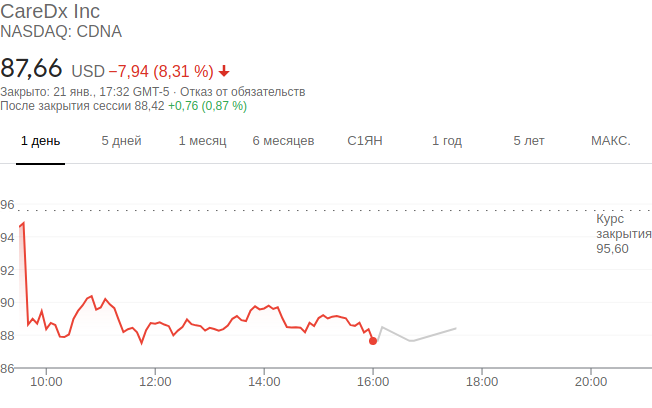 CareDx Inc
NASDAQ: CDNA
87,66 USD −7,94 (8,31 %)
Закрыто: 21 янв., 17:32 GMT-5 · Отказ от обязательств
После закрытия сессии 88,42 +0,76 (0,87 %)
1 день 5 дней 1 месяц 6 месяцев С1ЯН 1 год 5 лет МАКС.
96
Курс
закрытия
95,60
94
92
90
88
86
10:00 12:00 14:00 16:00 18:00 20:00